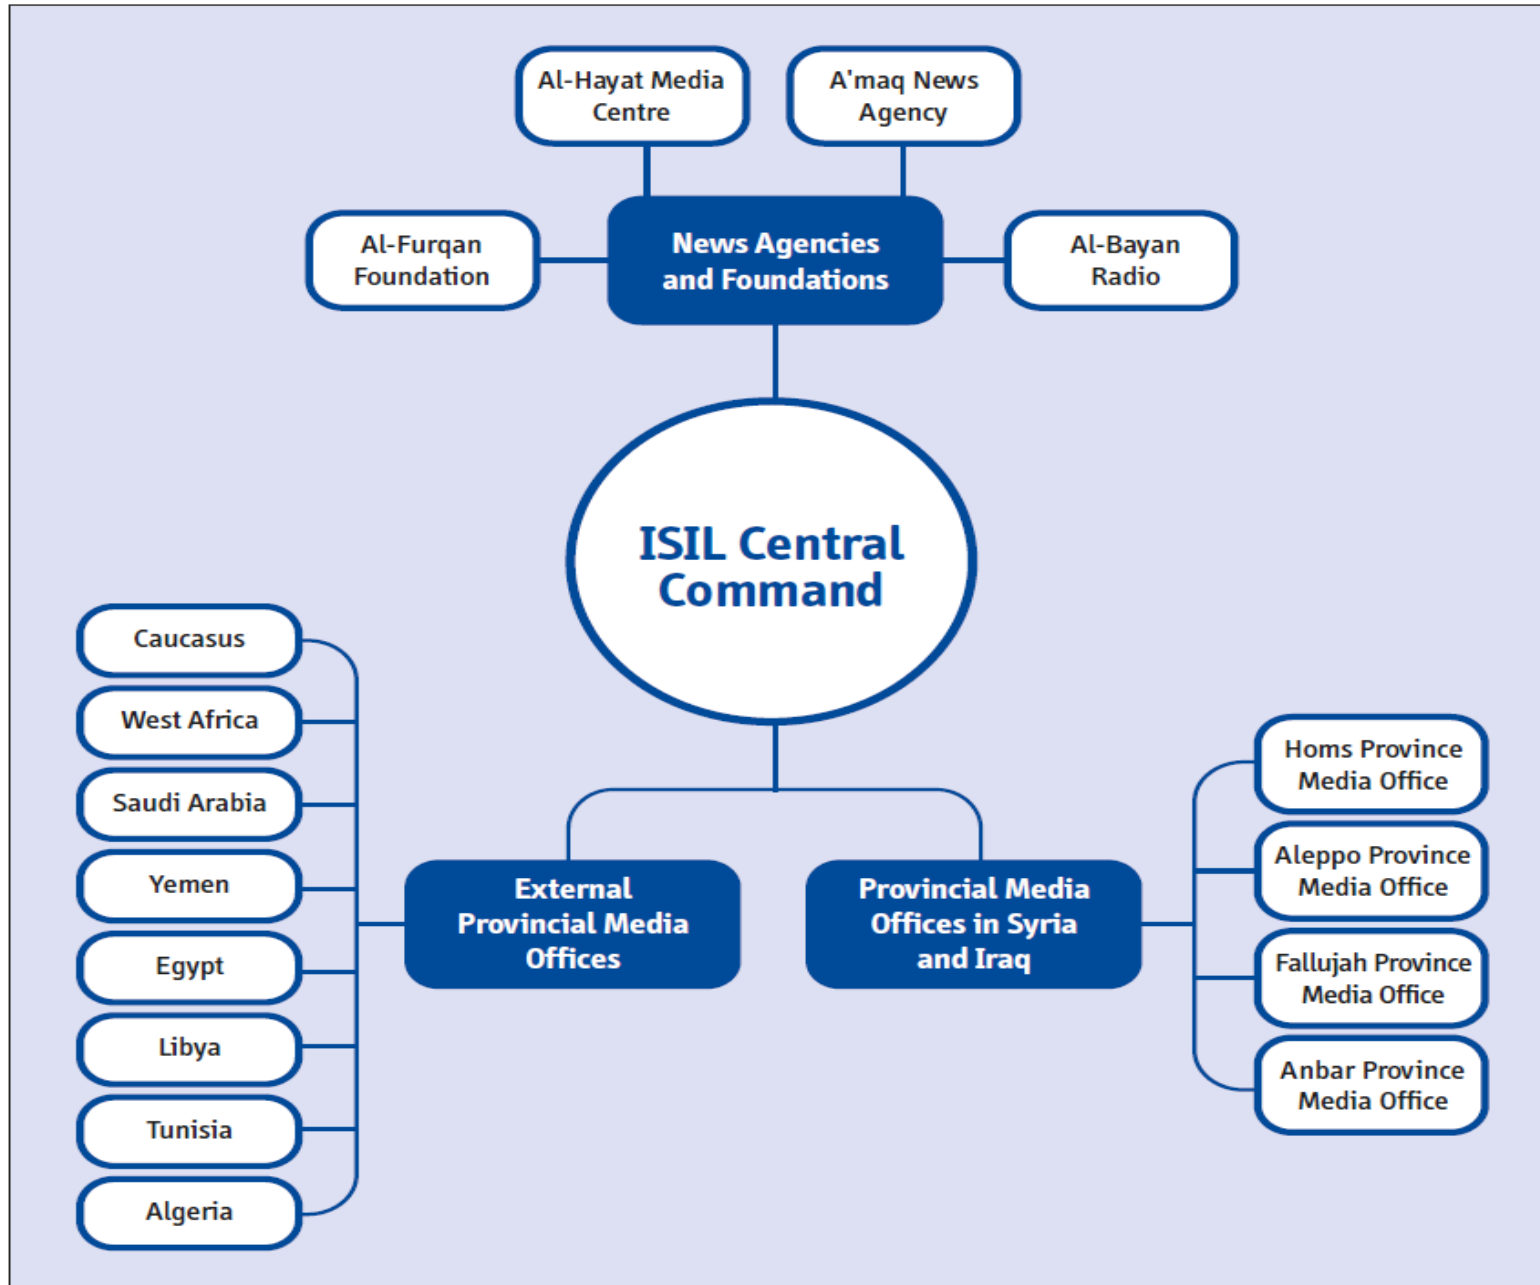 Al-Hayat Media
Centre
A'maq News
Agency
Al-Furqan
Foundation
News Agencies
and Foundations
Al-Bayan
Radio
ISIL Central
Command
Caucasus
West Africa
Saudi Arabia
Yemen
Egypt
Libya
Tunisia
Algeria
External
Provincial Media
Offices
Provincial Media
Offices in Syria
and Iraq
Homs Province
Media Office
Aleppo Province
Media Office
Fallujah Province
Media Office
Anbar Province
Media Office